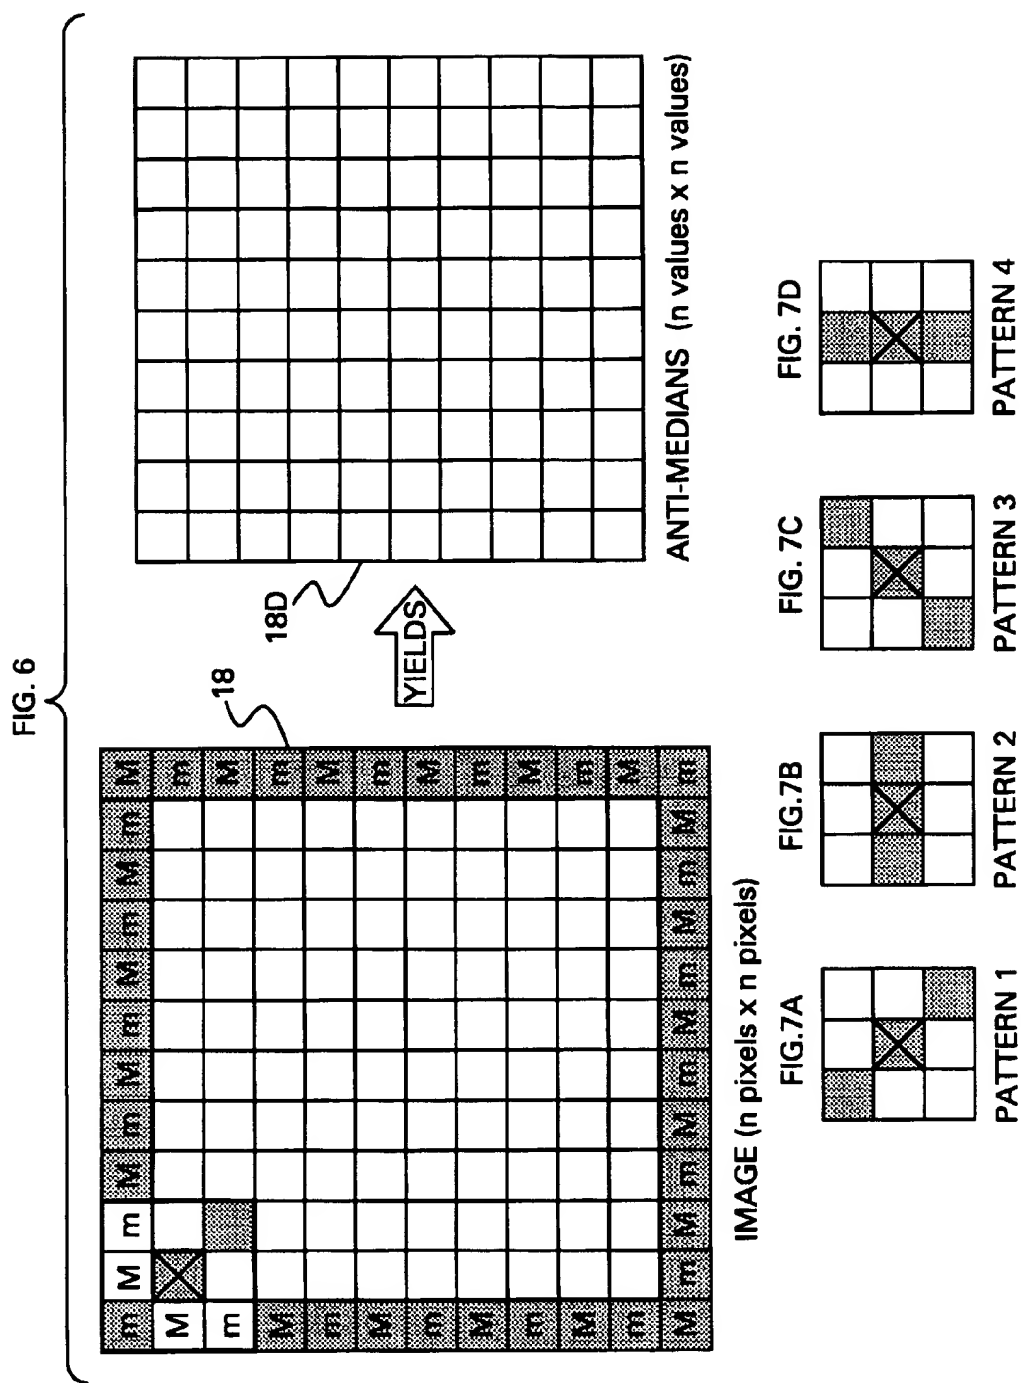 FIG. 6
m M m M m M m M m M m M
M m
m M
M m
m M
M m
m M
M m
m M
M m
m M
M m M m M m M m M m M m
18
IMAGE (n pixels x n pixels)
YIELDS
18D
ANTI-MEDIANS (n values x n values)
FIG.7A
FIG.7B
FIG. 7C
FIG. 7D
PATTERN 1
PATTERN 2
PATTERN 3
PATTERN 4